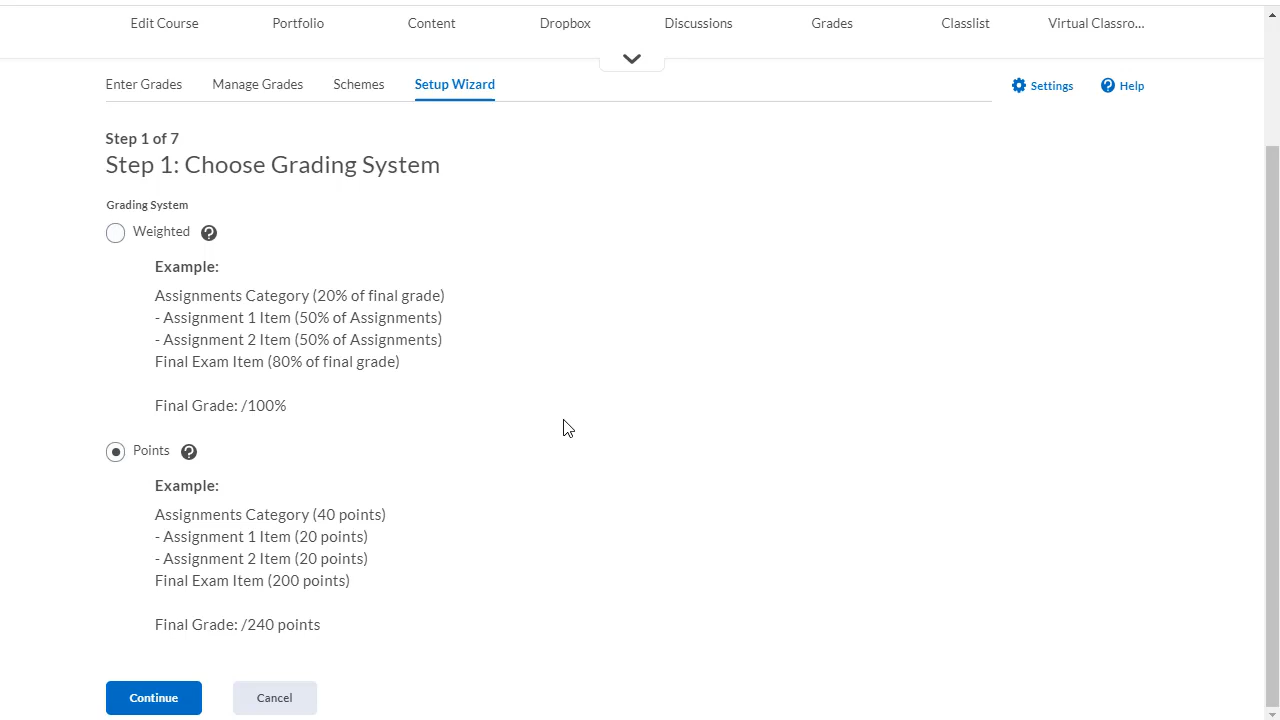 Edit Course Portfolio Content Dropbox Discussions Grades Classlist Virtual Classro...
Enter Grades Manage Grades Schemes Setup Wizard Settings Help
Step 1 of 7
Step 1: Choose Grading System
Grading System
Weighted
Example:
Assignments Category (20% of final grade)
- Assignment 1 Item (50% of Assignments)
- Assignment 2 Item (50% of Assignments)
Final Exam Item (80% of final grade)
Final Grade: /100%
Points
Example:
Assignments Category (40 points)
- Assignment 1 Item (20 points)
- Assignment 2 Item (20 points)
Final Exam Item (200 points)
Final Grade: /240 points
Continue Cancel